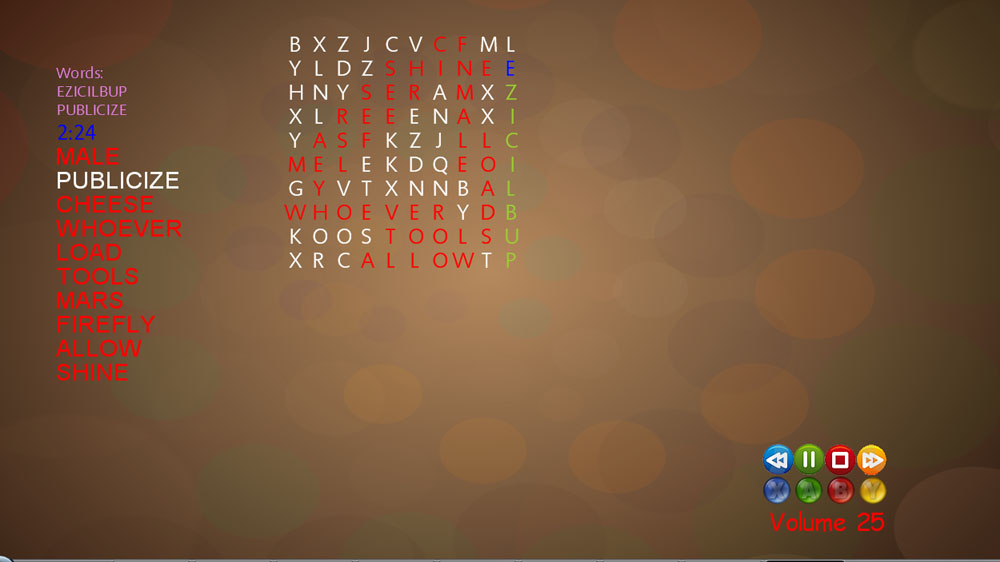 B X Z J C V C F M L
Words:
Y L D Z S H I N E E
EZICILBUP
H N Y S E R A M X Z
PUBLICIZE
X L R E E E N A X I
2:24
Y A S F K Z J L L C
MALE
M E L E K D Q E O I
PUBLICIZE
G Y V T X N N B A L
CHEESE
W H O E V E R Y D B
WHOEVER
K O O S T O O L S U
LOAD
X R C A L L O W T P
TOOLS
MARS
FIREFLY
ALLOW
SHINE
X A B Y
Volume 25